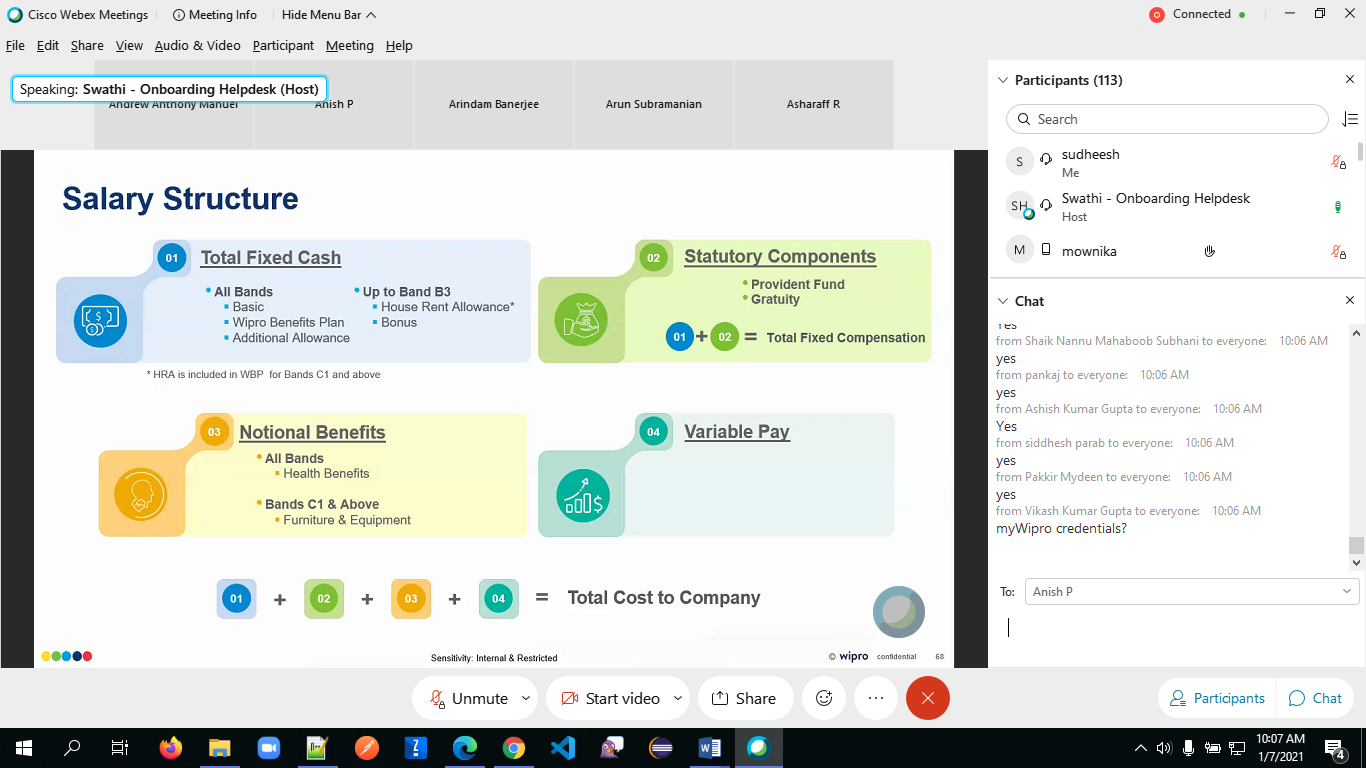 Cisco Webex Meetings
Meeting Info
Hide Menu Bar
Connected
File Edit Share View Audio & Video Participant Meeting Help
Speaking: Swathi - Onboarding Helpdesk (Host)
Andrew Anthony Manuel
Anish P
Arindam Banerjee
Arun Subramanian
Asharaff R
Salary Structure
01
Total Fixed Cash
All Bands
Basic
Wipro Benefits Plan
Additional Allowance
Up to Band B3
House Rent Allowance*
Bonus
* HRA is included in WBP for Bands C1 and above
02
Statutory Components
Provident Fund
Gratuity
01 + 02 = Total Fixed Compensation
03
Notional Benefits
All Bands
Health Benefits
Bands C1 & Above
Furniture & Equipment
04
Variable Pay
01 + 02 + 03 + 04 = Total Cost to Company
Sensitivity: Internal & Restricted
© wipro confidential 68
Participants (113)
Search
S
sudheesh
Me
SH
Swathi - Onboarding Helpdesk
Host
M
mownika
Chat
Yes
from Shaik Nannu Mahaboob Subhani to everyone: 10:06 AM
yes
from pankaj to everyone: 10:06 AM
yes
from Ashish Kumar Gupta to everyone: 10:06 AM
Yes
from siddhesh parab to everyone: 10:06 AM
yes
from Pakkir Mydeen to everyone: 10:06 AM
yes
from Vikash Kumar Gupta to everyone: 10:06 AM
myWipro credentials?
To: Anish P
Unmute
Start video
Share
Participants
Chat
10:07 AM
1/7/2021
4